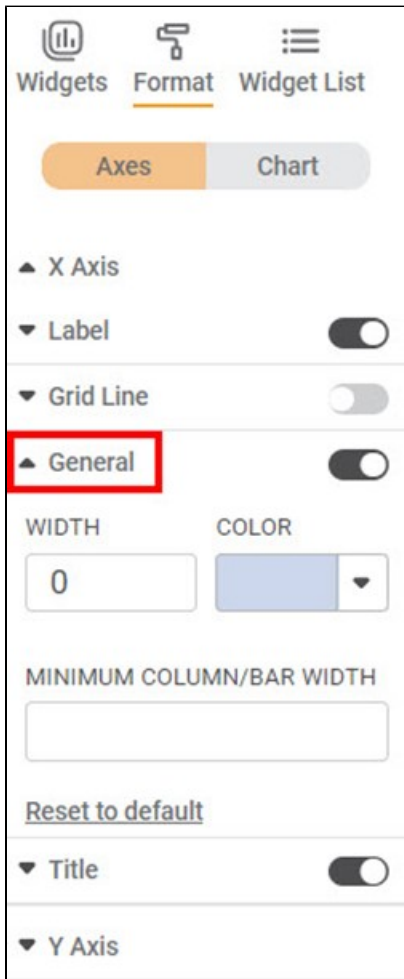 Widgets Format Widget List
Axes Chart
X Axis
Label
Grid Line
General
WIDTH COLOR
0
MINIMUM COLUMN/BAR WIDTH
Reset to default
Title
Y Axis